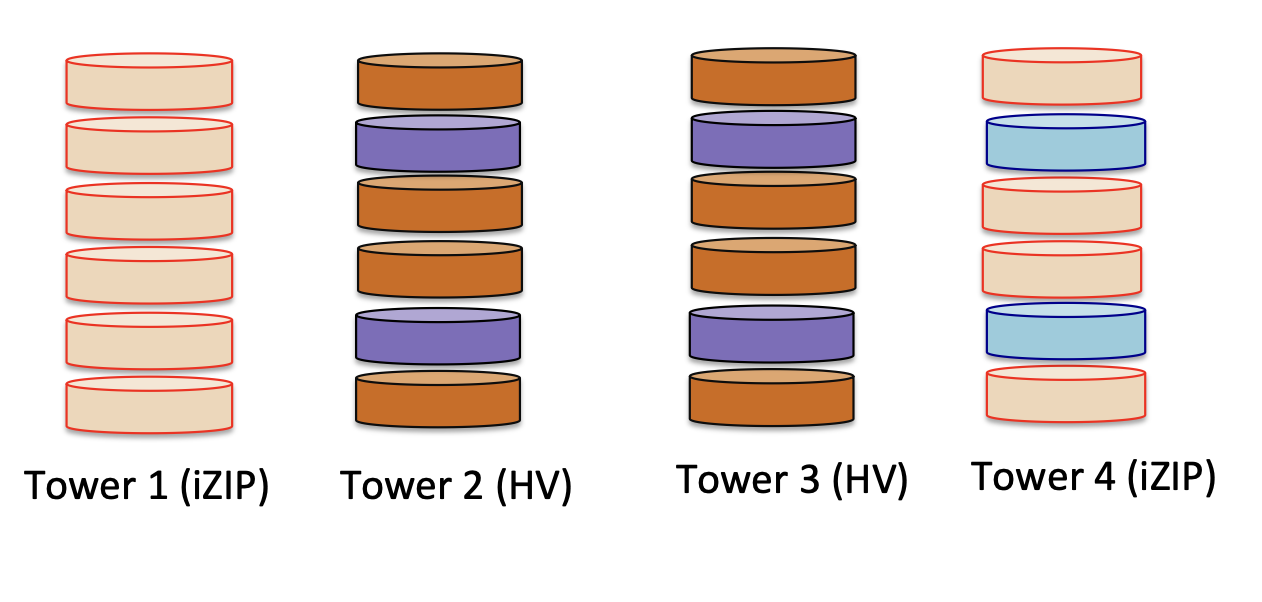 Tower 1 (iZIP)
Tower 2 (HV)
Tower 3 (HV)
Tower 4 (iZIP)